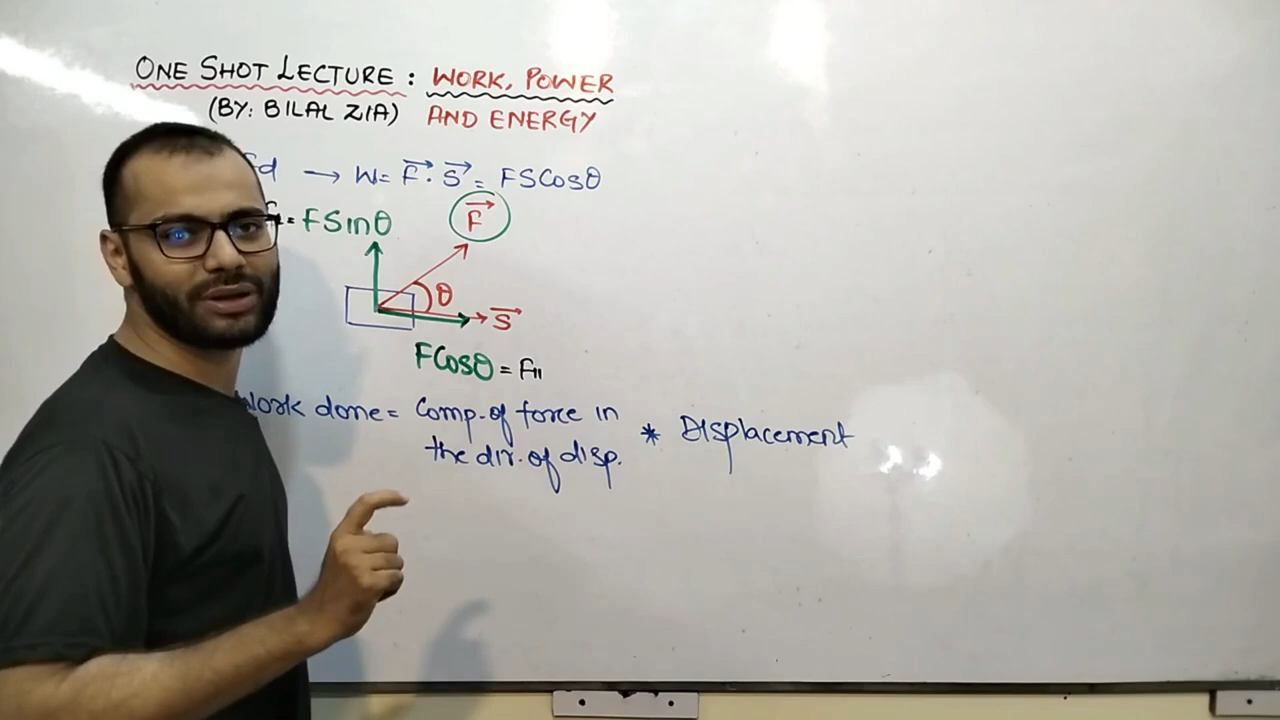 ONE SHOT LECTURE: WORK, POWER
(BY: BILAL ZIA) AND ENERGY
→ W= F⃗ . S⃗ = FSCosθ
= FSinθ
F⃗
θ
S⃗
FCosθ = F||
Work done = Comp. of force in
the dir. of disp. * Displacement